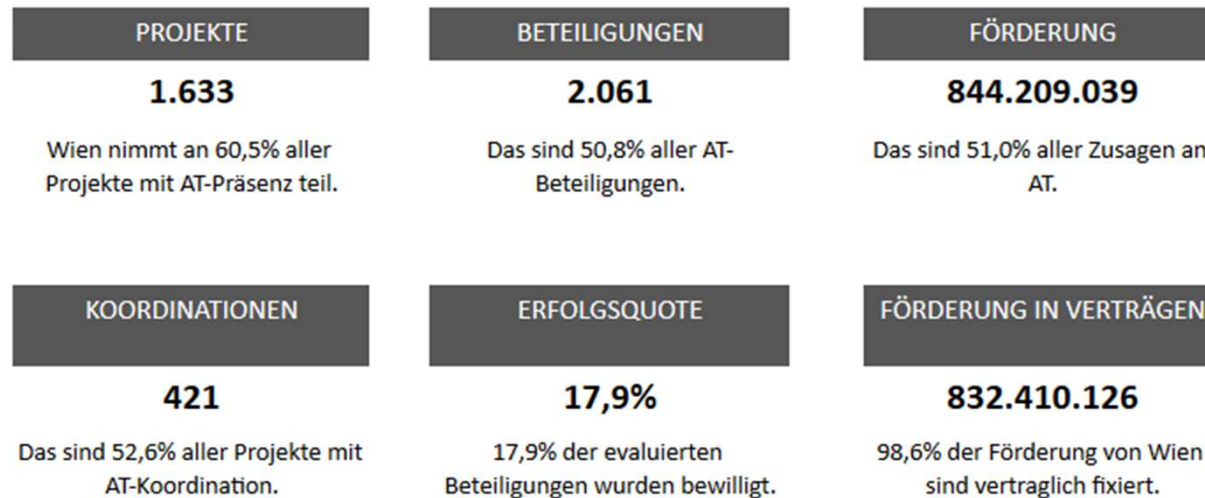 PROJEKTE
1.633
Wien nimmt an 60,5% aller
Projekte mit AT-Präsenz teil.
BETEILIGUNGEN
2.061
Das sind 50,8% aller AT-
Beteiligungen.
FÖRDERUNG
844.209.039
Das sind 51,0% aller Zusagen an
AT.
KOORDINATIONEN
421
Das sind 52,6% aller Projekte mit
AT-Koordination.
ERFOLGSQUOTE
17,9%
17,9% der evaluierten
Beteiligungen wurden bewilligt.
FÖRDERUNG IN VERTRÄGEN
832.410.126
98,6% der Förderung von Wien
sind vertraglich fixiert.